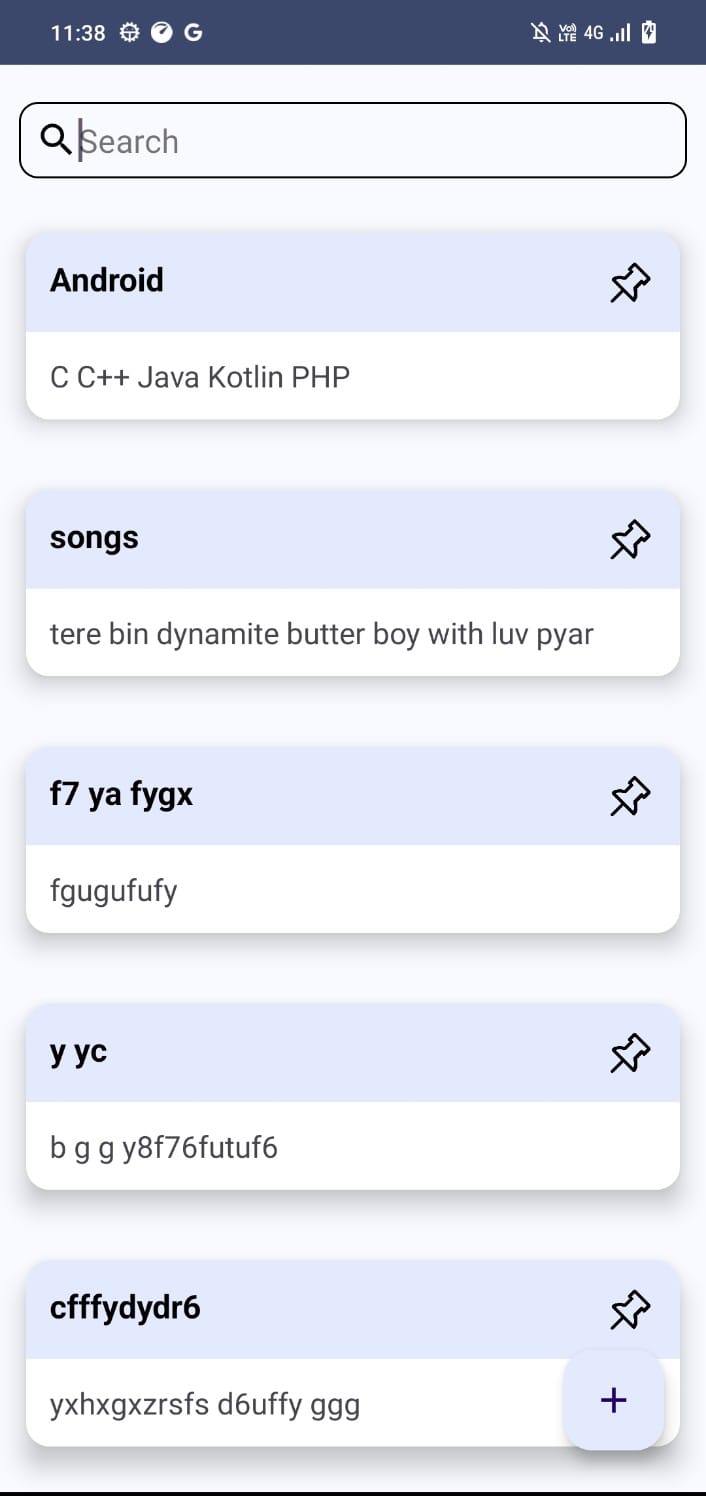 11:38 G Vo) LTE 4G
Search
Android
C C++ Java Kotlin PHP
songs
tere bin dynamite butter boy with luv pyar
f7 ya fygx
fgugufufy
y yc
b g g y8f76futuf6
cfffydydr6
yxhxgxzrsfs d6uffy ggg
+